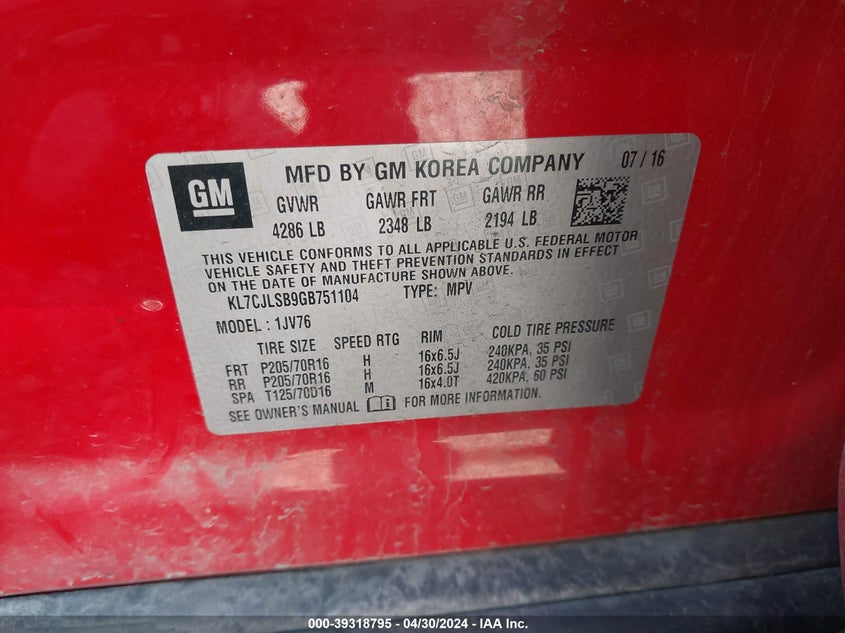 GM
MFD BY GM KOREA COMPANY 07 / 16
GVWR GAWR FRT GAWR RR
4286 LB 2348 LB 2194 LB
THIS VEHICLE CONFORMS TO ALL APPLICABLE U.S. FEDERAL MOTOR
VEHICLE SAFETY AND THEFT PREVENTION STANDARDS IN EFFECT
ON THE DATE OF MANUFACTURE SHOWN ABOVE.
KL7CJLSB9GB751104 TYPE: MPV
MODEL : 1JV76
TIRE SIZE SPEED RTG RIM COLD TIRE PRESSURE
FRT P205/70R16 H 16x6.5J 240KPA, 35 PSI
RR P205/70R16 H 16x6.5J 240KPA, 35 PSI
SPA T125/70D16 M 16x4.0T 420KPA, 60 PSI
SEE OWNER'S MANUAL FOR MORE INFORMATION.
000-39318795 - 04/30/2024 - IAA Inc.